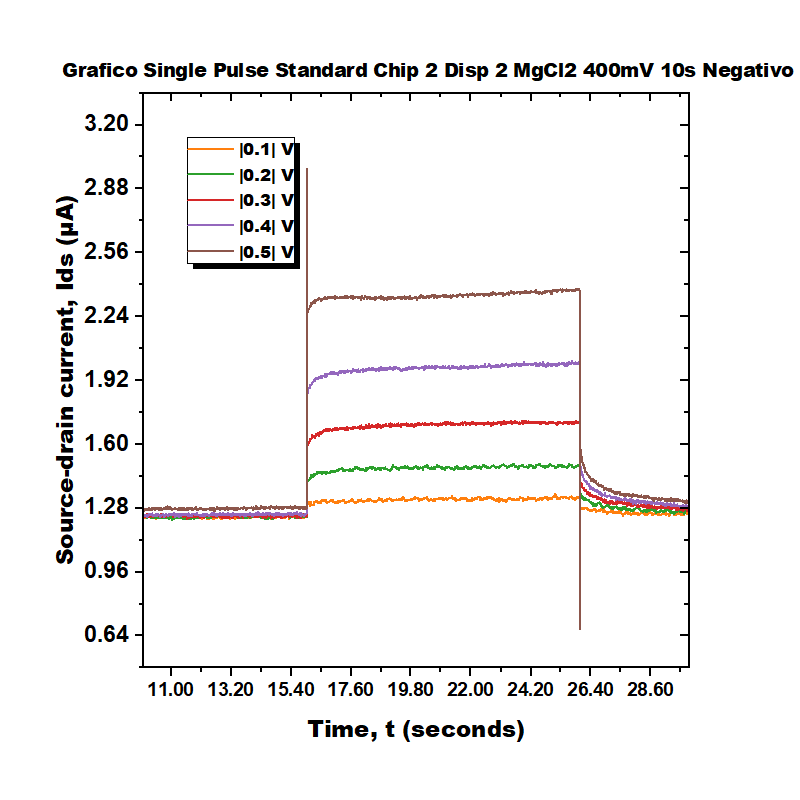 Grafico Single Pulse Standard Chip 2 Disp 2 MgCl2 400mV 10s Negativo
|0.1| V
|0.2| V
|0.3| V
|0.4| V
|0.5| V
Source-drain current, Ids (µA)
3.20
2.88
2.56
2.24
1.92
1.60
1.28
0.96
0.64
11.00 13.20 15.40 17.60 19.80 22.00 24.20 26.40 28.60
Time, t (seconds)